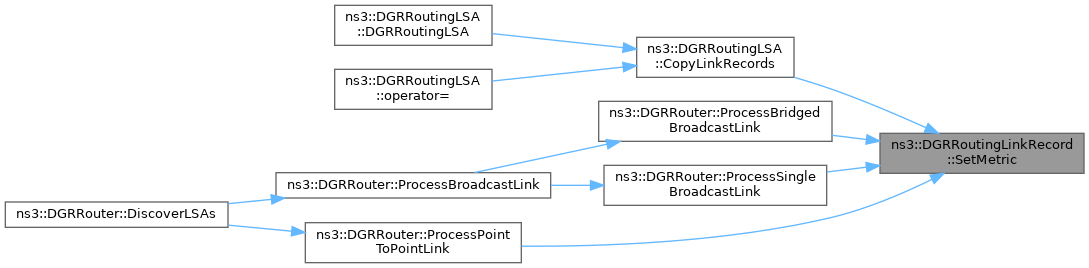 ns3::DGRRoutingLSA
::DGRRoutingLSA
ns3::DGRRoutingLSA
::CopyLinkRecords
ns3::DGRRoutingLSA
::operator=
ns3::DGRRouter::ProcessBridged
BroadcastLink
ns3::DGRRoutingLinkRecord
::SetMetric
ns3::DGRRouter::ProcessSingle
BroadcastLink
ns3::DGRRouter::ProcessBroadcastLink
ns3::DGRRouter::DiscoverLSAs
ns3::DGRRouter::ProcessPoint
ToPointLink